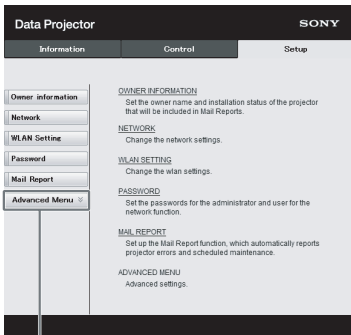 Data Projector
SONY
Information
Control
Setup
Owner information
Network
WLAN Setting
Password
Mail Report
Advanced Menu
OWNER INFORMATION
Set the owner name and installation status of the projector
that will be included in Mail Reports.
NETWORK
Change the network settings.
WLAN SETTING
Change the wlan settings.
PASSWORD
Set the passwords for the administrator and user for the
network function.
MAIL REPORT
Set up the Mail Report function, which automatically reports
projector errors and scheduled maintenance.
ADVANCED MENU
Advanced settings.